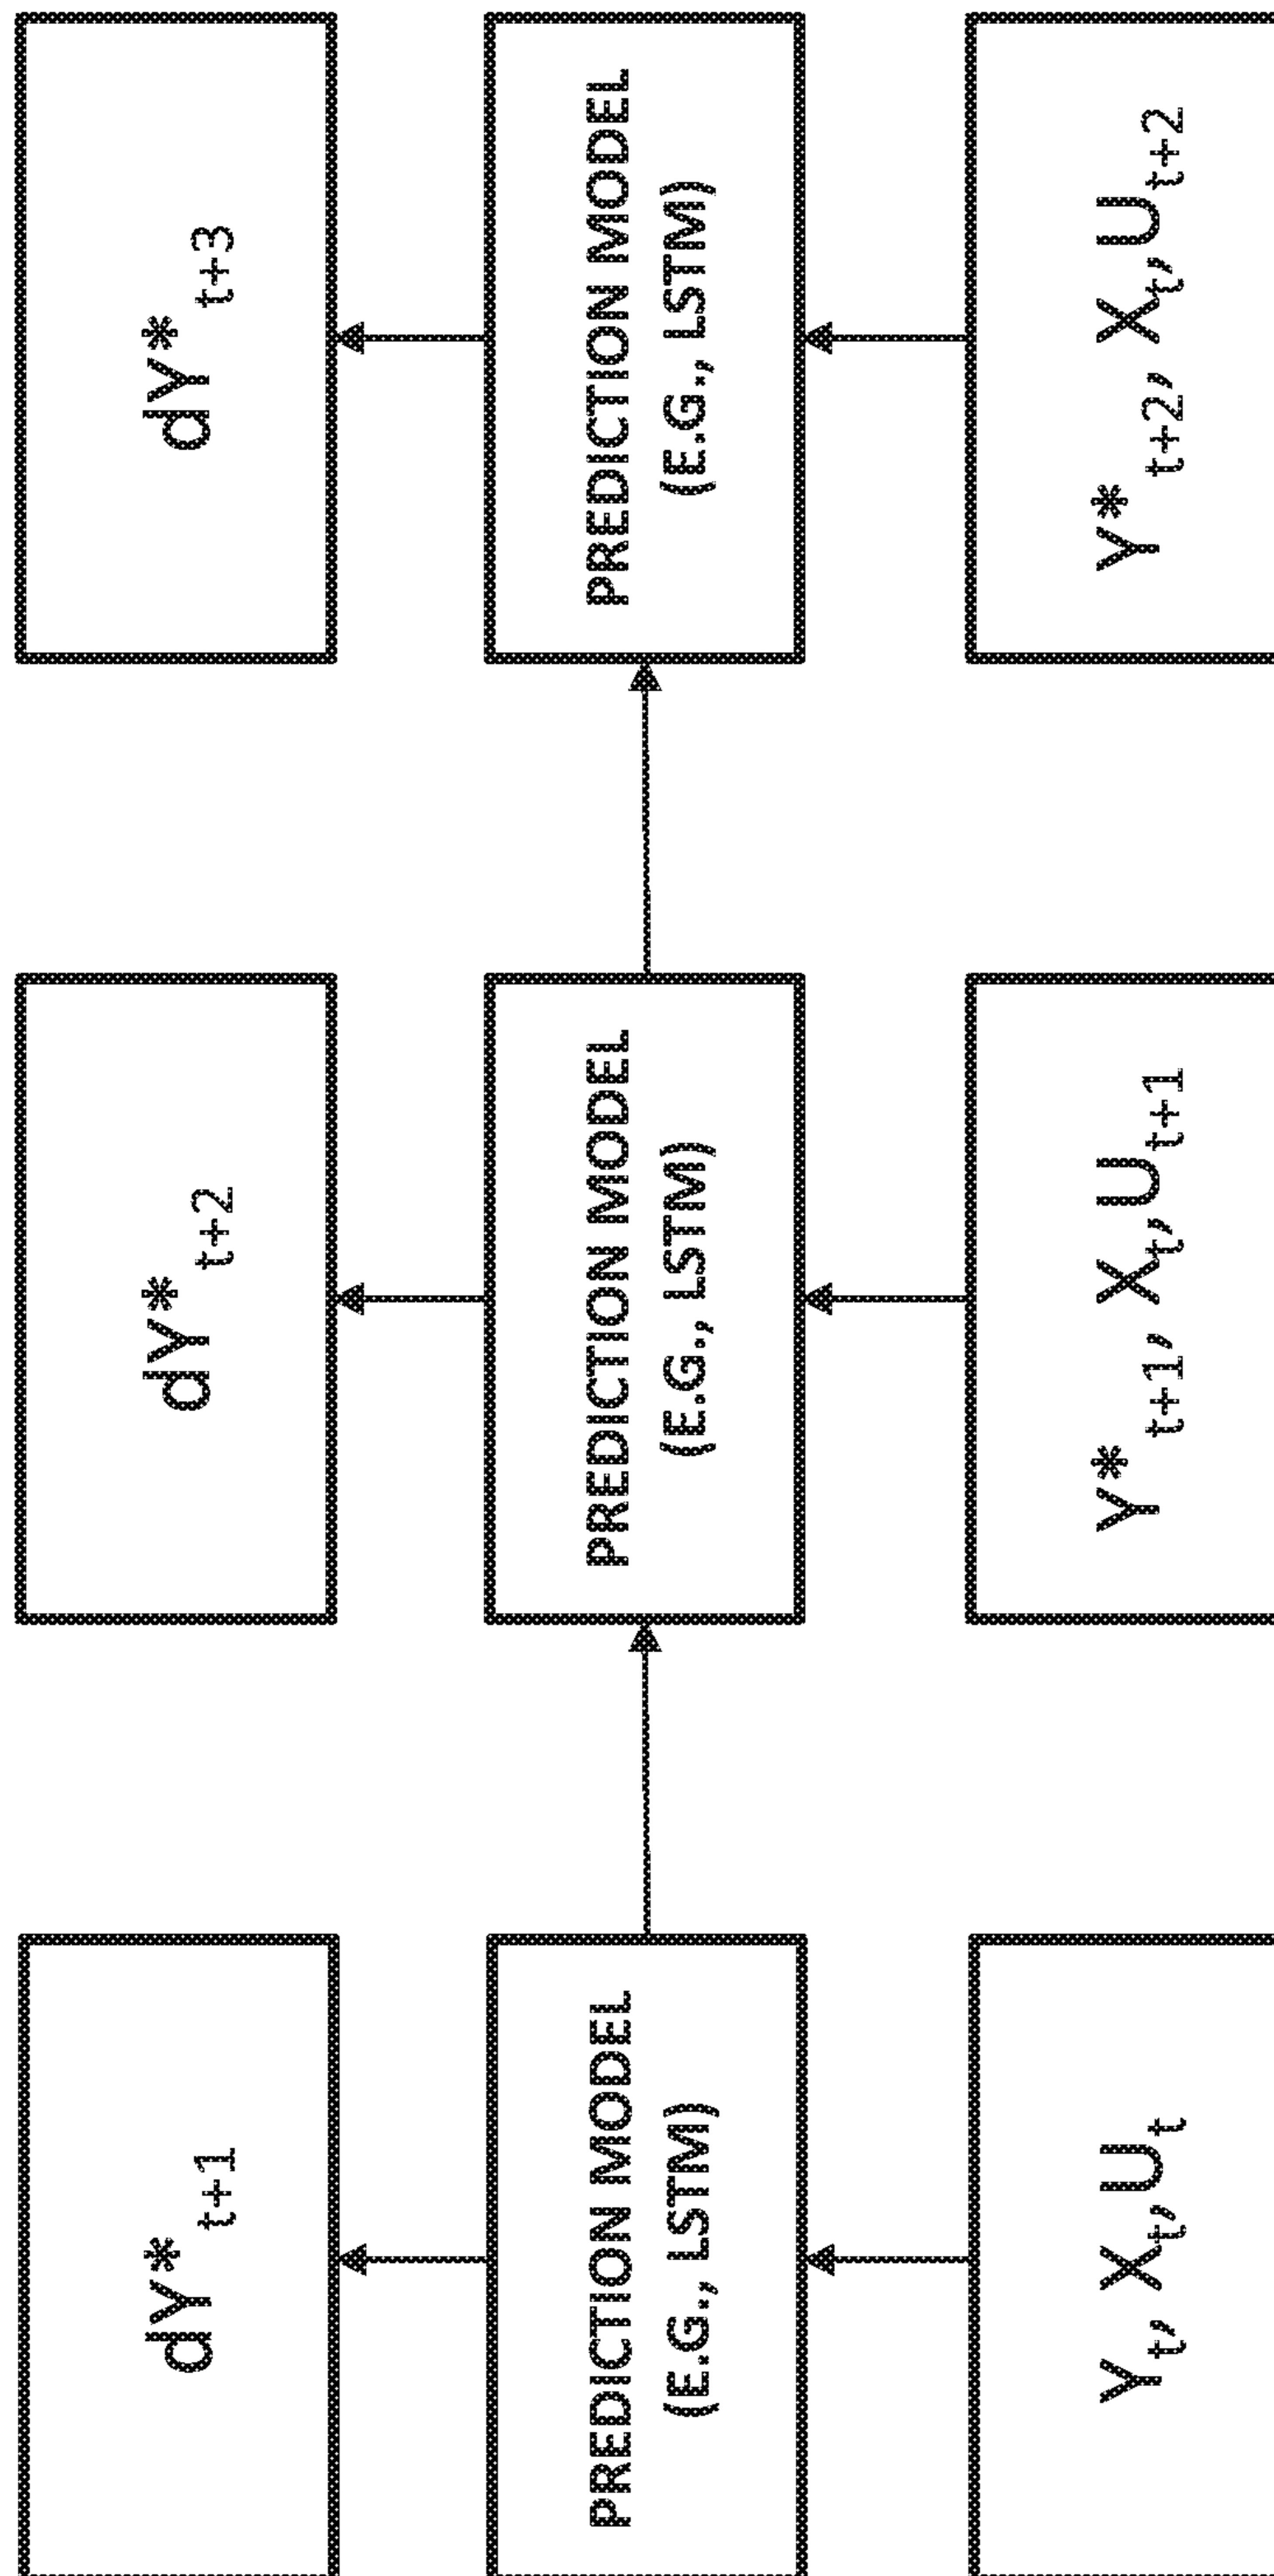 dY*t+1
dY*t+2
dY*t+3
PREDICTION MODEL
(E.G., LSTM)
PREDICTION MODEL
(E.G., LSTM)
PREDICTION MODEL
(E.G., LSTM)
Yt, Xt, Ut
Y*t+1, Xt, Ut+1
Y*t+2, Xt, Ut+2